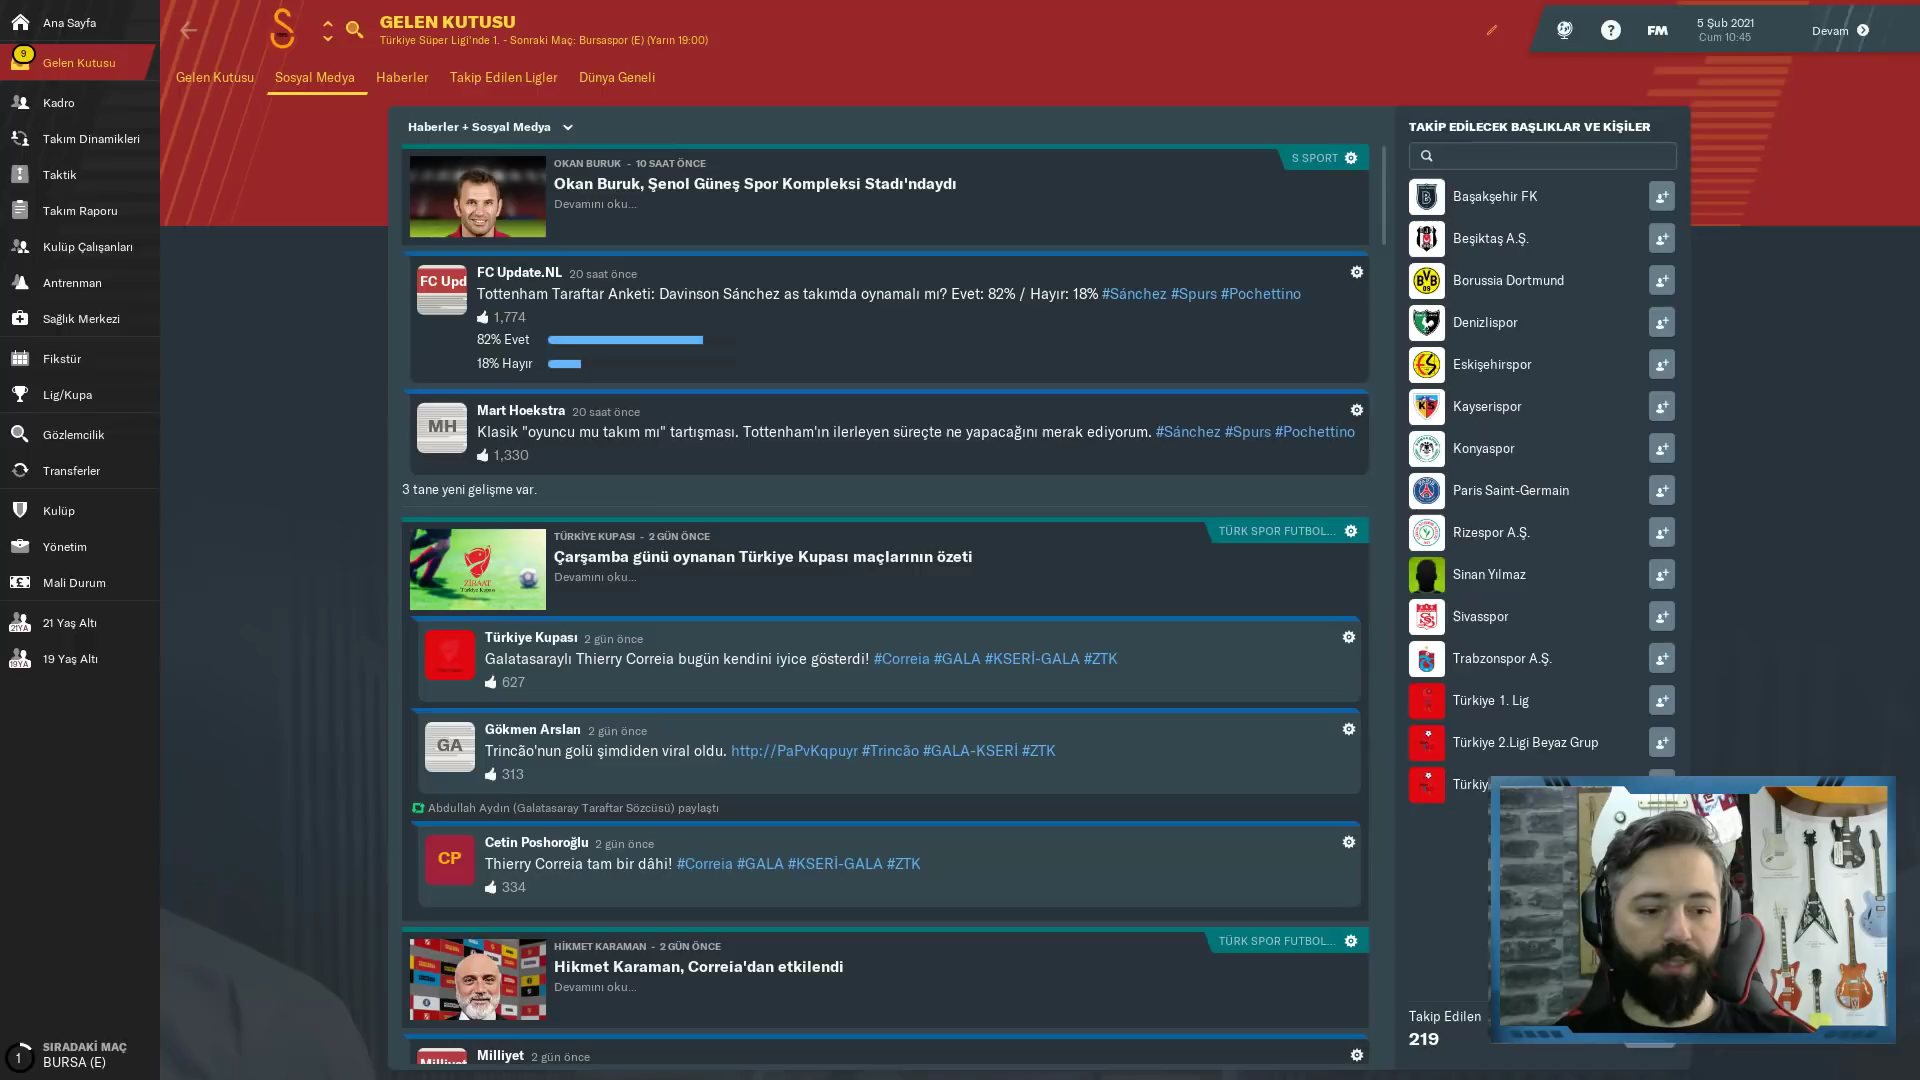 Ana Sayfa
9
Gelen Kutusu
Kadro
Takım Dinamikleri
Taktik
Takım Raporu
Kulüp Çalışanları
Antrenman
Sağlık Merkezi
Fikstür
Lig/Kupa
Gözlemcilik
Transferler
Kulüp
Yönetim
Mali Durum
21YA
21 Yaş Altı
19YA
19 Yaş Altı
1
SIRADAKİ MAÇ
BURSA (E)
GELEN KUTUSU
Türkiye Süper Ligi'nde 1. - Sonraki Maç: Bursaspor (E) (Yarın 19:00)
FM
5 Şub 2021
Cum 10:45
Devam
Gelen Kutusu
Sosyal Medya
Haberler
Takip Edilen Ligler
Dünya Geneli
Haberler + Sosyal Medya
OKAN BURUK - 10 SAAT ÖNCE
S SPORT
Okan Buruk, Şenol Güneş Spor Kompleksi Stadı'ndaydı
Devamını oku...
FC Upd
FC Update.NL 20 saat önce
Tottenham Taraftar Anketi: Davinson Sánchez as takımda oynamalı mı? Evet: 82% / Hayır: 18% #Sánchez #Spurs #Pochettino
1,774
82% Evet
18% Hayır
MH
Mart Hoekstra 20 saat önce
Klasik "oyuncu mu takım mı" tartışması. Tottenham'ın ilerleyen süreçte ne yapacağını merak ediyorum. #Sánchez #Spurs #Pochettino
1,330
3 tane yeni gelişme var.
ZİRAAT
Türkiye Kupası
TÜRKİYE KUPASI - 2 GÜN ÖNCE
TÜRK SPOR FUTBOL...
Çarşamba günü oynanan Türkiye Kupası maçlarının özeti
Devamını oku...
Türkiye Kupası 2 gün önce
Galatasaraylı Thierry Correia bugün kendini iyice gösterdi! #Correia #GALA #KSERİ-GALA #ZTK
627
GA
Gökmen Arslan 2 gün önce
Trincão'nun golü şimdiden viral oldu. http://PaPvKqpuyr #Trincão #GALA-KSERİ #ZTK
313
Abdullah Aydın (Galatasaray Taraftar Sözcüsü) paylaştı
CP
Cetin Poshoroğlu 2 gün önce
Thierry Correia tam bir dâhi! #Correia #GALA #KSERİ-GALA #ZTK
334
HİKMET KARAMAN - 2 GÜN ÖNCE
TÜRK SPOR FUTBOL...
Hikmet Karaman, Correia'dan etkilendi
Devamını oku...
Milliyet
Milliyet 2 gün önce
TAKİP EDİLECEK BAŞLIKLAR VE KİŞİLER
Başakşehir FK
Beşiktaş A.Ş.
BVB
09
Borussia Dortmund
Denizlispor
Eskişehirspor
KS
Kayserispor
Konyaspor
Paris Saint-Germain
Rizespor A.Ş.
Sinan Yılmaz
Sivasspor
Trabzonspor A.Ş.
Türkiye 1. Lig
Türkiye 2.Ligi Beyaz Grup
Türkiy
Takip Edilen
219